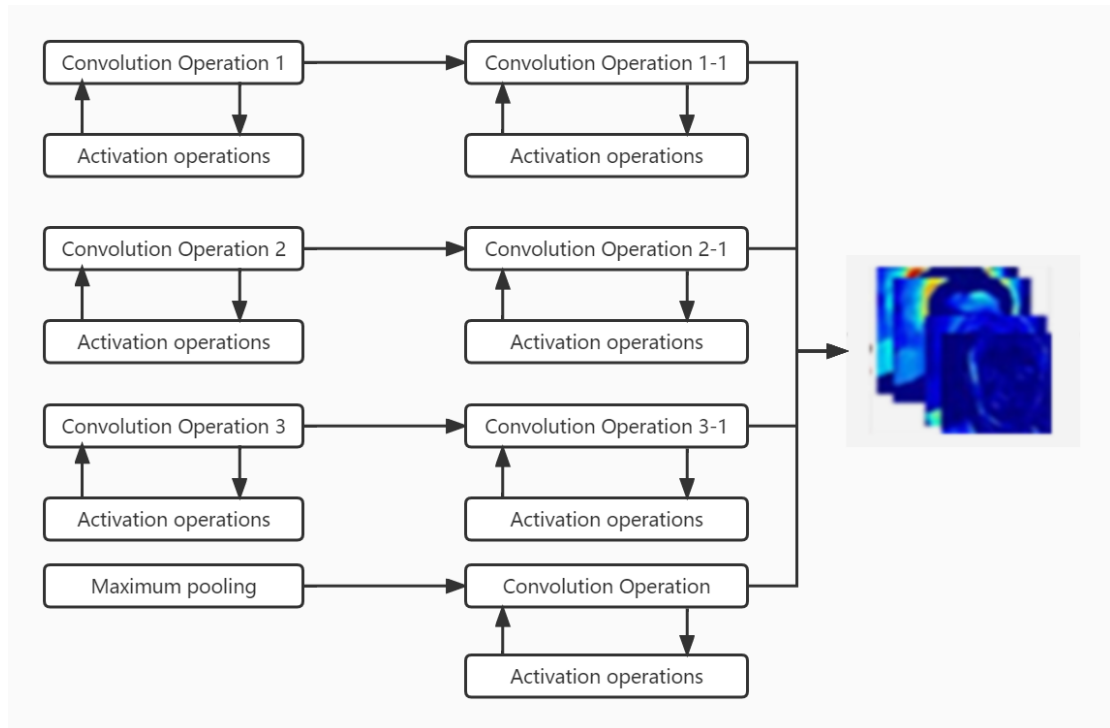 Convolution Operation 1
Convolution Operation 1-1
Activation operations
Activation operations
Convolution Operation 2
Convolution Operation 2-1
Activation operations
Activation operations
Convolution Operation 3
Convolution Operation 3-1
Activation operations
Activation operations
Maximum pooling
Convolution Operation
Activation operations